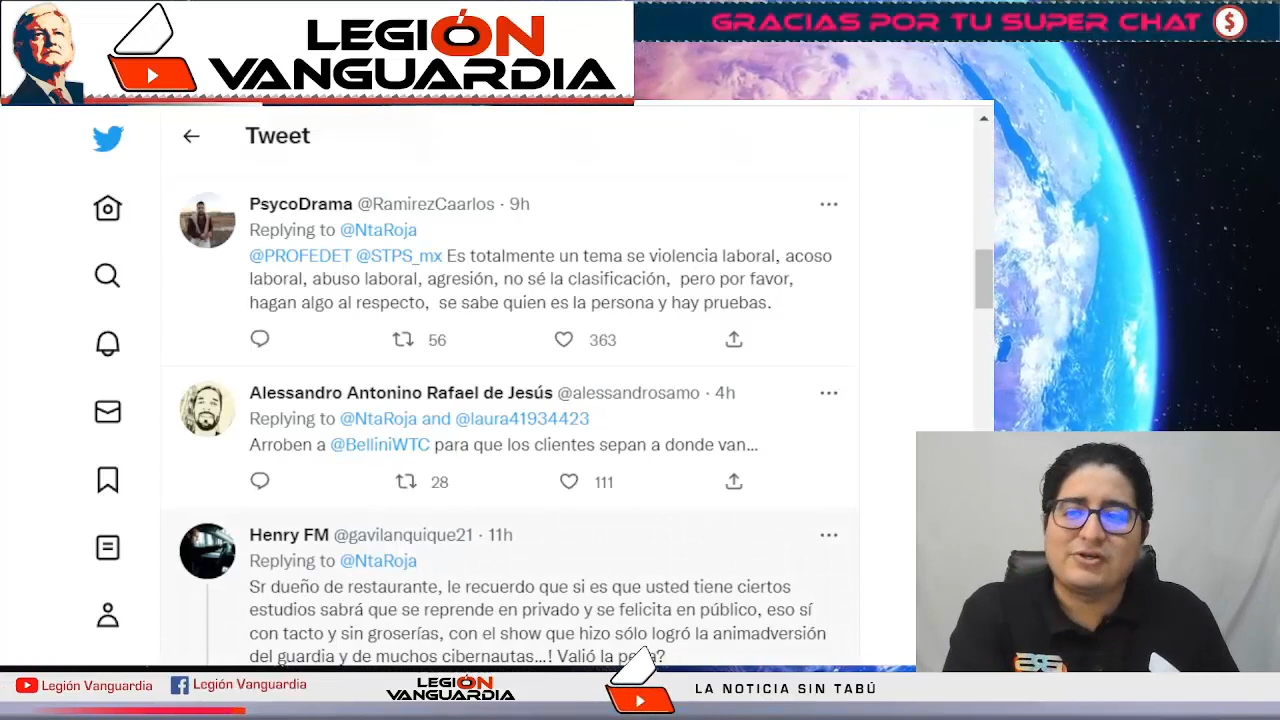 LEGIÓN
VANGUARDIA
GRACIAS POR TU SUPER CHAT
$
Tweet
PsycoDrama @RamirezCaarlos · 9h
Replying to @NtaRoja
@PROFEDET @STPS_mx Es totalmente un tema se violencia laboral, acoso
laboral, abuso laboral, agresión, no sé la clasificación, pero por favor,
hagan algo al respecto, se sabe quien es la persona y hay pruebas.
56
363
Alessandro Antonino Rafael de Jesús @alessandrosamo · 4h
Replying to @NtaRoja and @laura41934423
Arroben a @BelliniWTC para que los clientes sepan a donde van...
28
111
Henry FM @gavilanquique21 · 11h
Replying to @NtaRoja
Sr dueño de restaurante, le recuerdo que si es que usted tiene ciertos
estudios sabrá que se reprende en privado y se felicita en público, eso sí
con tacto y sin groserías, con el show que hizo sólo logró la animadversión
del guardia y de muchos cibernautas...! Valió la pena?
Legión Vanguardia
Legión Vanguardia
LEGIÓN
VANGUARDIA
LA NOTICIA SIN TABÚ